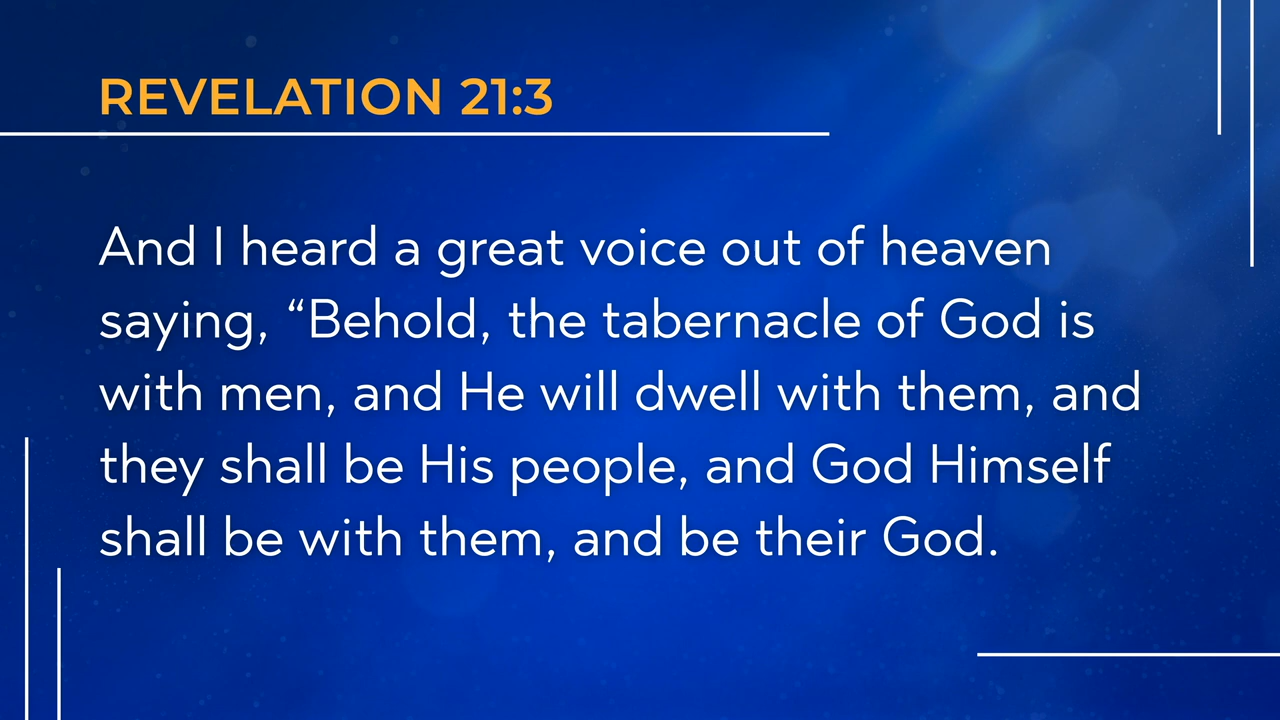 REVELATION 21:3
And I heard a great voice out of heaven
saying, “Behold, the tabernacle of God is
with men, and He will dwell with them, and
they shall be His people, and God Himself
shall be with them, and be their God.